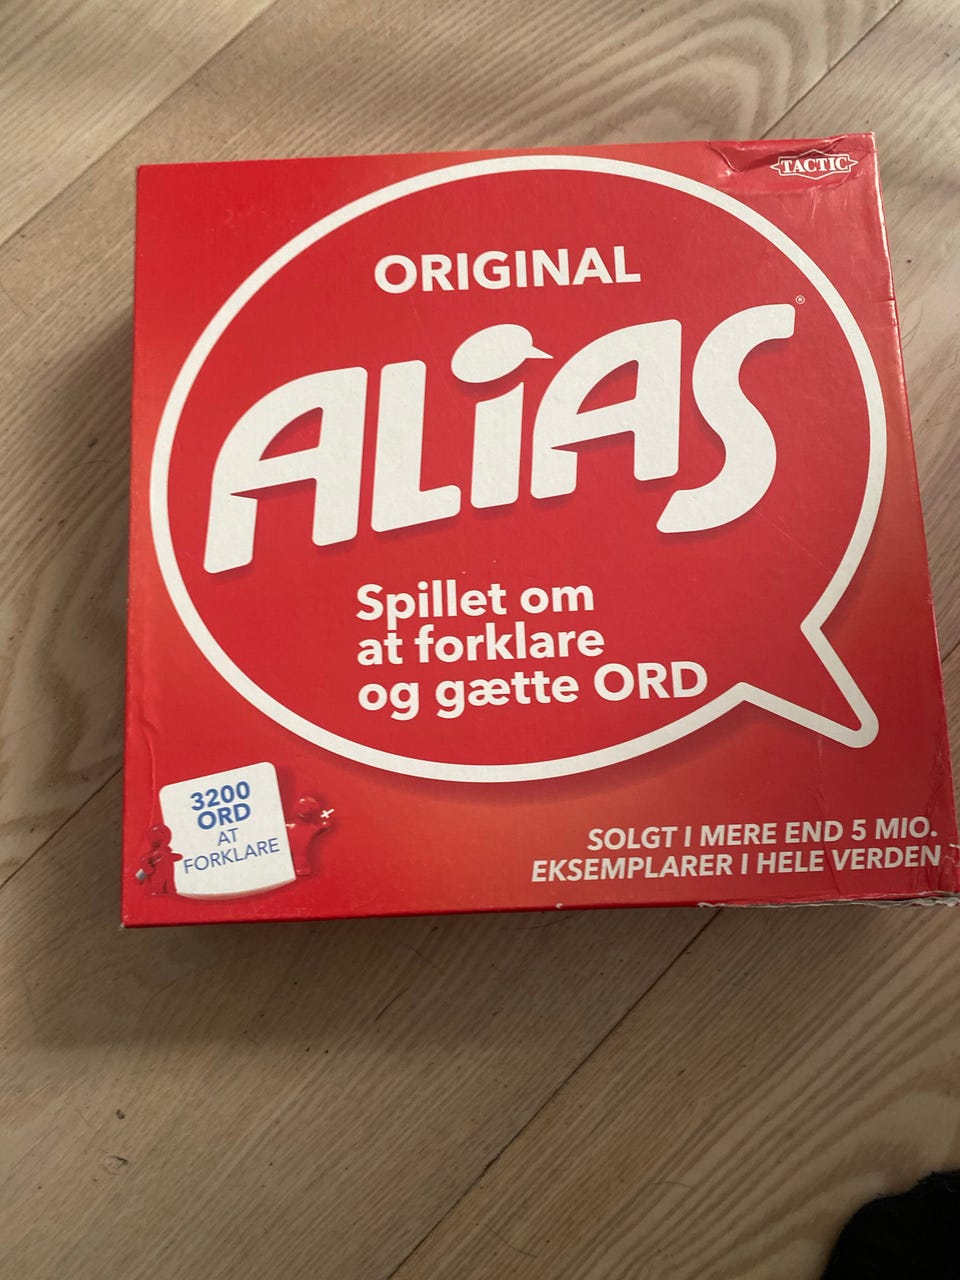 TACTIC
ORIGINAL
ALiAS®
Spillet om
at forklare
og gætte ORD
3200
ORD
AT
FORKLARE
SOLGT I MERE END 5 MIO.
EKSEMPLARER I HELE VERDEN